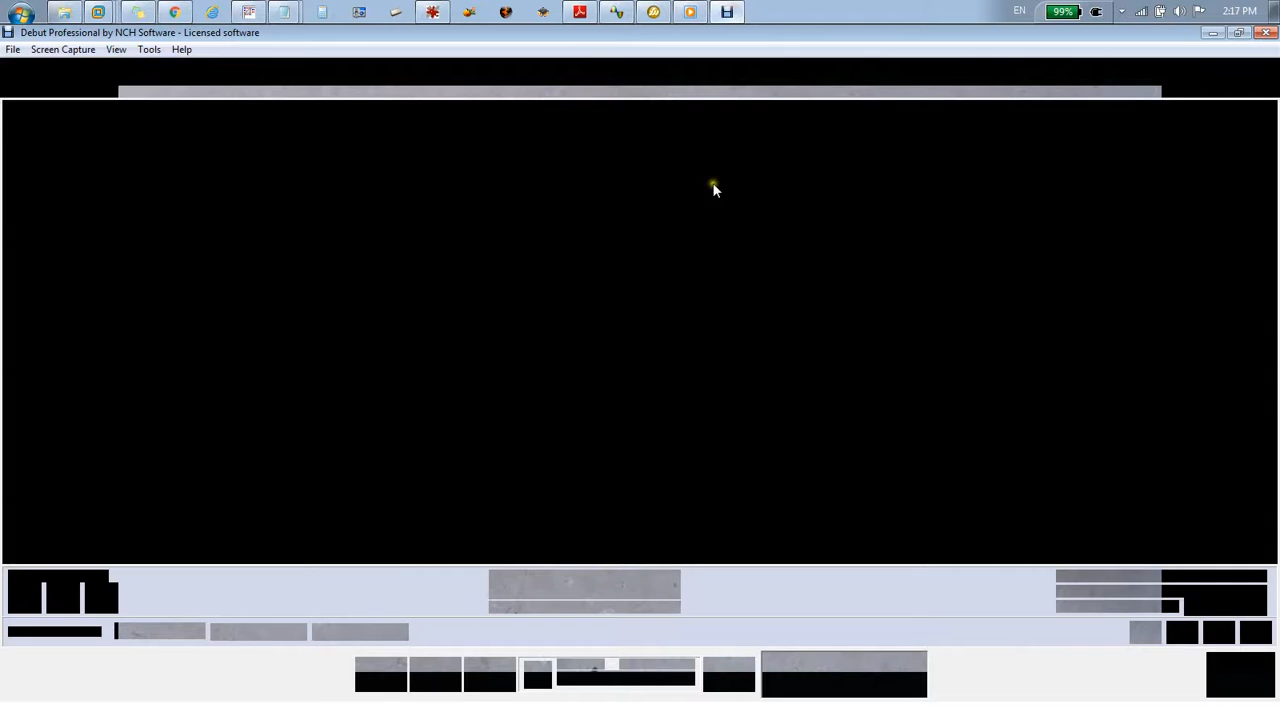 EN
99%
2:17 PM
Debut Professional by NCH Software - Licensed software
File Screen Capture View Tools Help